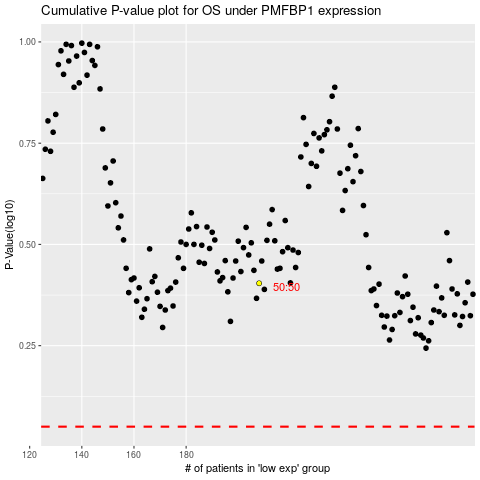 Cumulative P-value plot for OS under PMFBP1 expression
P-Value(log10)
1.00
0.75
0.50
0.25
50:50
120 140 160 180
# of patients in 'low exp' group